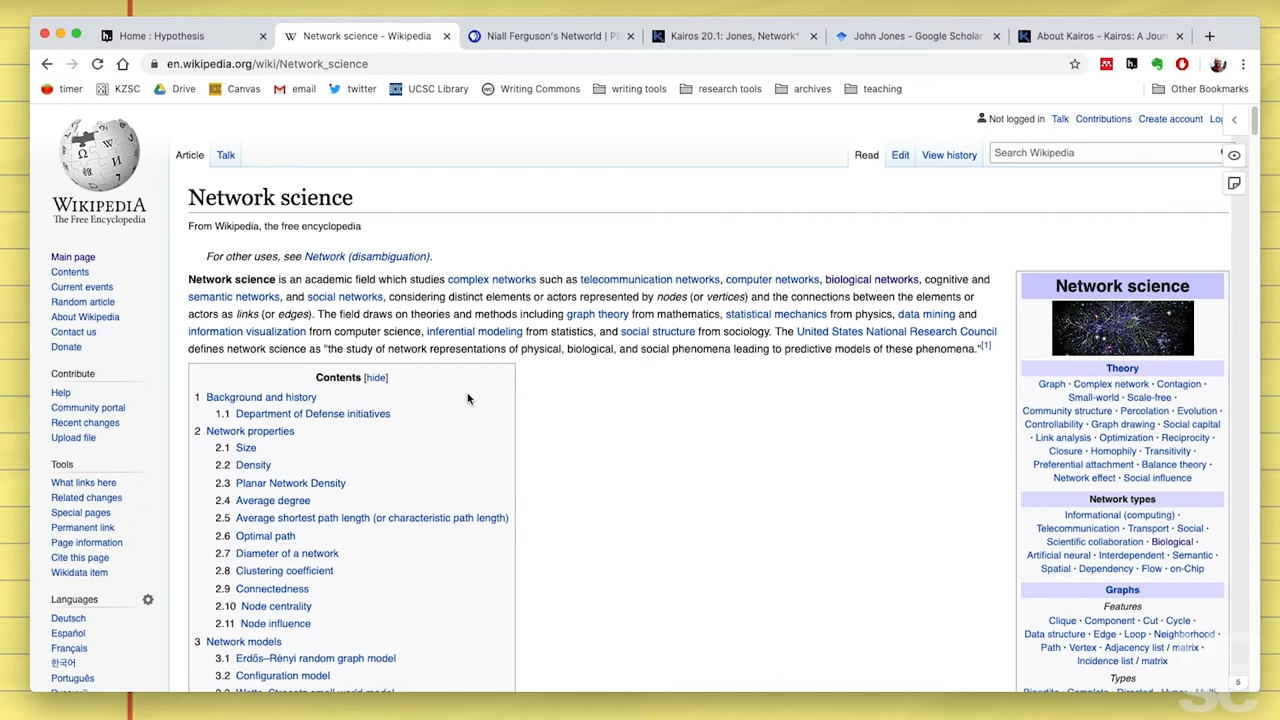 Home : Hypothesis
Network science - Wikipedia
Niall Ferguson's Networld | P
Kairos 20.1: Jones, Network"
John Jones - Google Scholar
About Kairos - Kairos: A Jour
en.wikipedia.org/wiki/Network_science
timer
KZSC
Drive
Canvas
email
twitter
UCSC Library
Writing Commons
writing tools
research tools
archives
teaching
Other Bookmarks
Not logged in Talk Contributions Create account Lo
WIKIPEDIA
The Free Encyclopedia
Main page
Contents
Current events
Random article
About Wikipedia
Contact us
Donate
Contribute
Help
Community portal
Recent changes
Upload file
Tools
What links here
Related changes
Special pages
Permanent link
Page information
Cite this page
Wikidata item
Languages
Deutsch
Español
Français
한국어
Português
Article Talk
Read Edit View history
Search Wikipedia
Network science
From Wikipedia, the free encyclopedia
For other uses, see Network (disambiguation).
Network science is an academic field which studies complex networks such as telecommunication networks, computer networks, biological networks, cognitive and
semantic networks, and social networks, considering distinct elements or actors represented by nodes (or vertices) and the connections between the elements or
actors as links (or edges). The field draws on theories and methods including graph theory from mathematics, statistical mechanics from physics, data mining and
information visualization from computer science, inferential modeling from statistics, and social structure from sociology. The United States National Research Council
defines network science as "the study of network representations of physical, biological, and social phenomena leading to predictive models of these phenomena."[1]
Contents [hide]
1 Background and history
1.1 Department of Defense initiatives
2 Network properties
2.1 Size
2.2 Density
2.3 Planar Network Density
2.4 Average degree
2.5 Average shortest path length (or characteristic path length)
2.6 Optimal path
2.7 Diameter of a network
2.8 Clustering coefficient
2.9 Connectedness
2.10 Node centrality
2.11 Node influence
3 Network models
3.1 Erdős–Rényi random graph model
3.2 Configuration model
Network science
Theory
Graph · Complex network · Contagion ·
Small-world · Scale-free ·
Community structure · Percolation · Evolution ·
Controllability · Graph drawing · Social capital
· Link analysis · Optimization · Reciprocity ·
Closure · Homophily · Transitivity ·
Preferential attachment · Balance theory ·
Network effect · Social influence
Network types
Informational (computing) ·
Telecommunication · Transport · Social ·
Scientific collaboration · Biological ·
Artificial neural · Interdependent · Semantic ·
Spatial · Dependency · Flow · on-Chip
Graphs
Features
Clique · Component · Cut · Cycle ·
Data structure · Edge · Loop · Neighborhood ·
Path · Vertex · Adjacency list / matrix ·
Incidence list / matrix
Types
5
SC